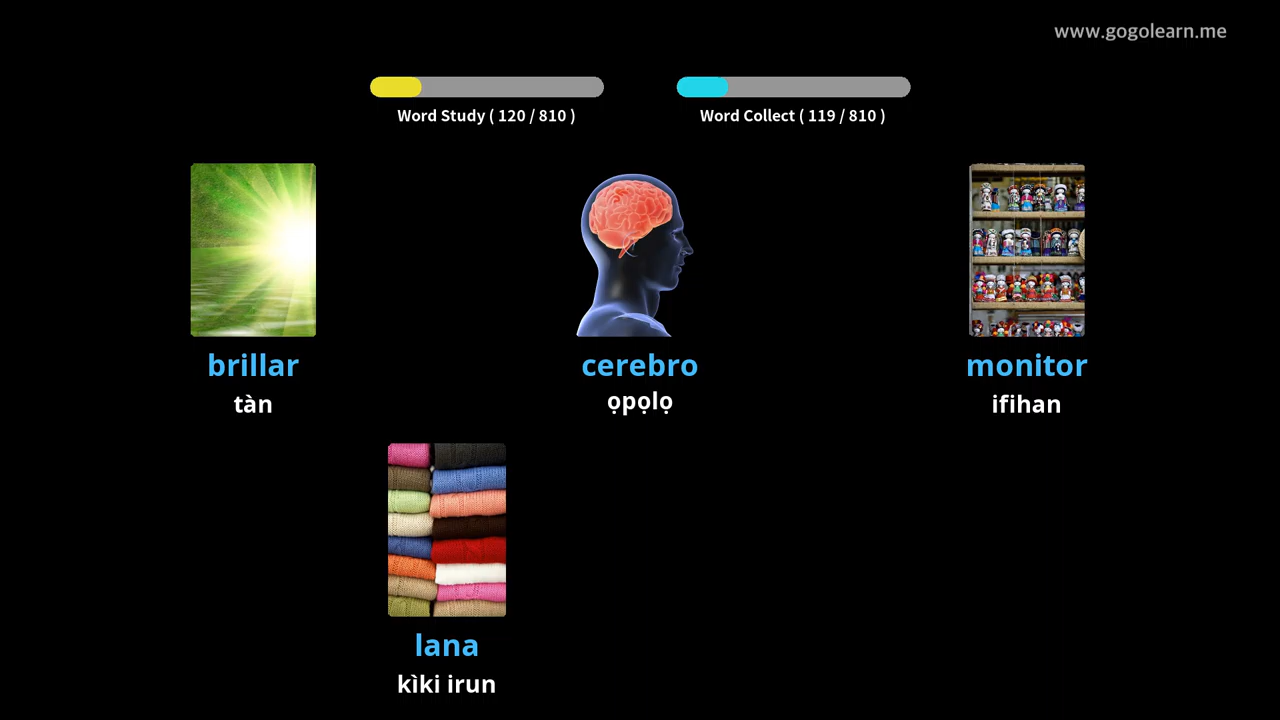 www.gogolearn.me
Word Study ( 120 / 810 )
Word Collect ( 119 / 810 )
brillar
tàn
cerebro
ọpọlọ
monitor
ifihan
lana
kìki irun